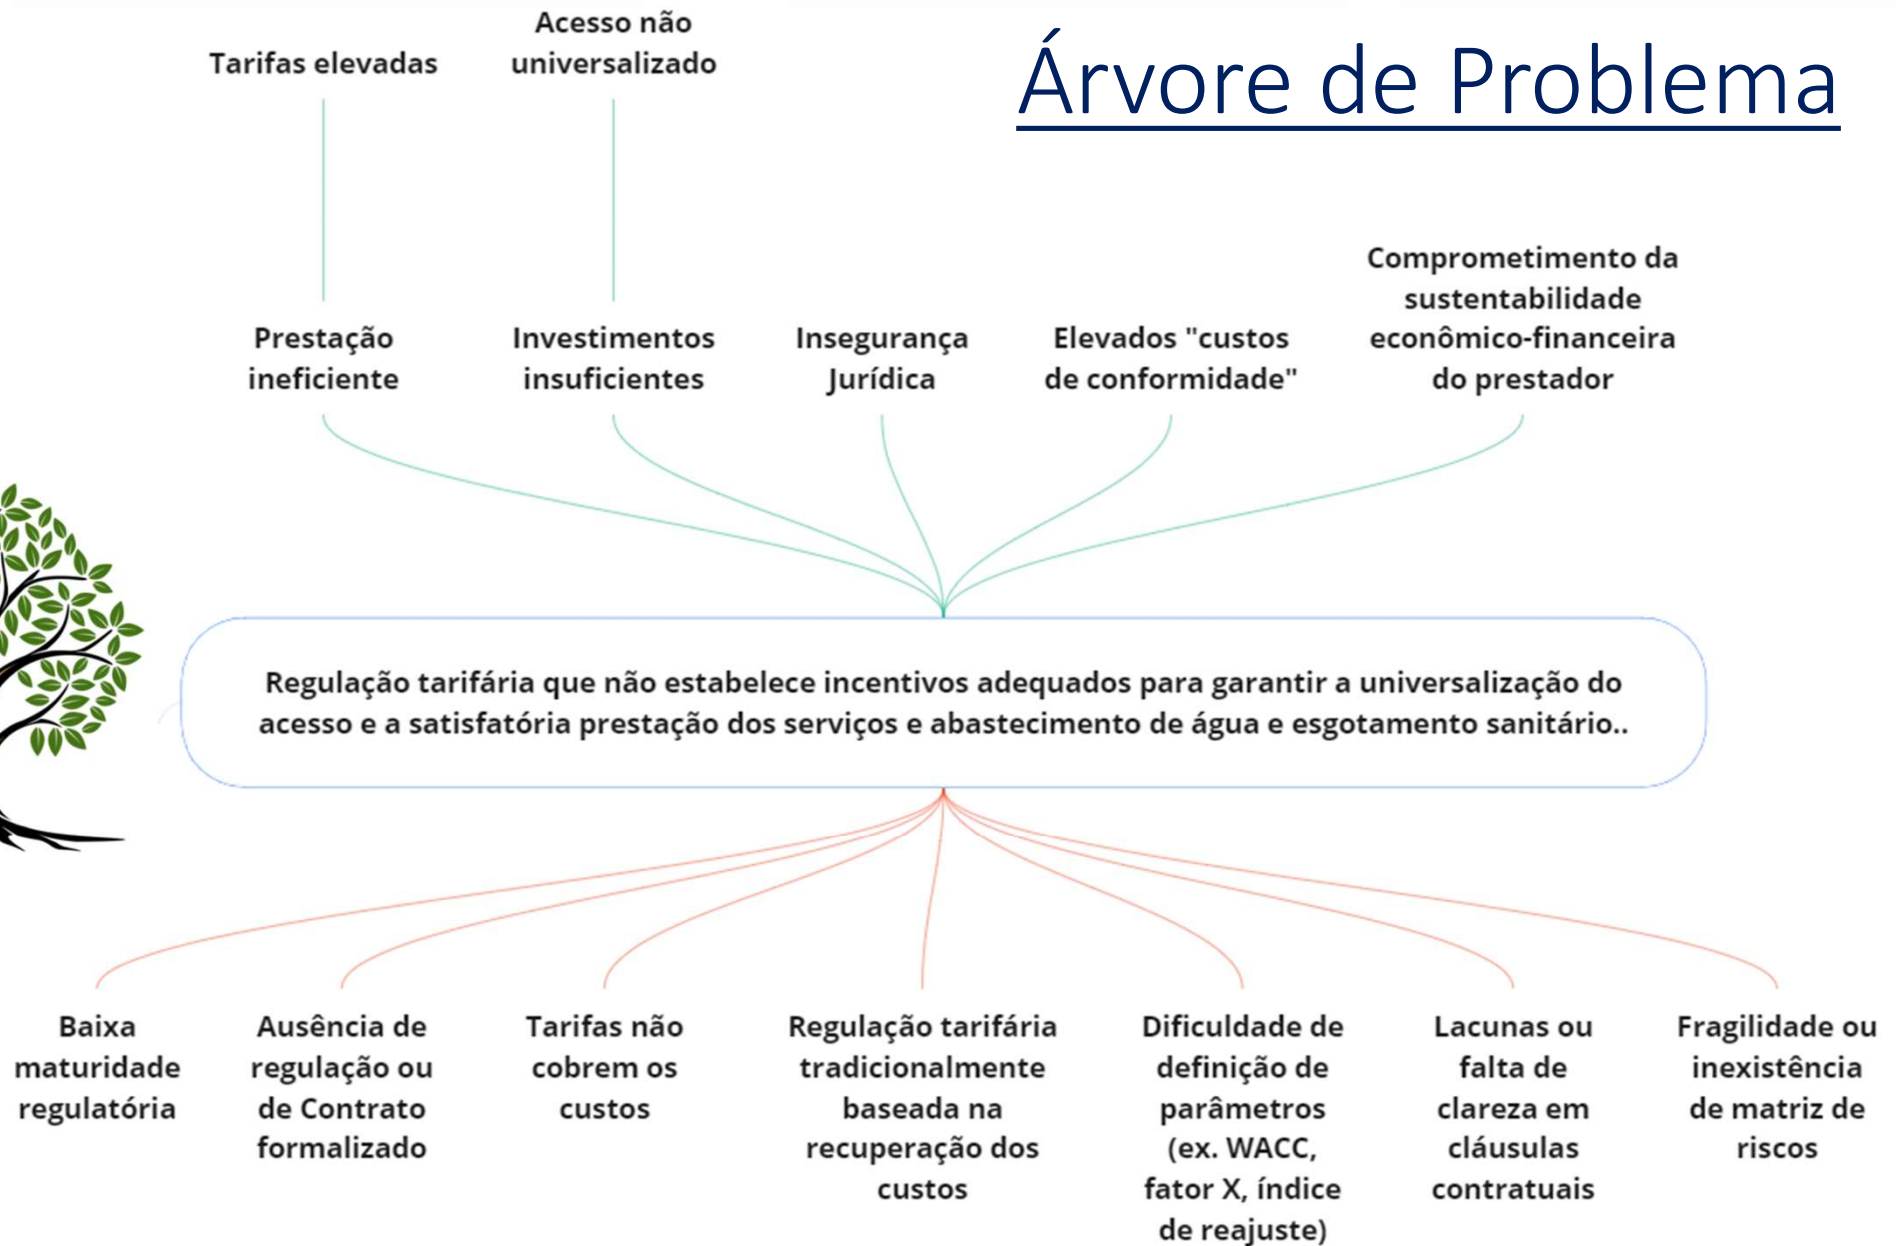 Árvore de Problema
Tarifas elevadas
Acesso não
universalizado
Prestação
ineficiente
Investimentos
insuficientes
Insegurança
Jurídica
Elevados "custos
de conformidade"
Comprometimento da
sustentabilidade
econômico-financeira
do prestador
Regulação tarifária que não estabelece incentivos adequados para garantir a universalização do
acesso e a satisfatória prestação dos serviços e abastecimento de água e esgotamento sanitário..
Baixa
maturidade
regulatória
Ausência de
regulação ou
de Contrato
formalizado
Tarifas não
cobrem os
custos
Regulação tarifária
tradicionalmente
baseada na
recuperação dos
custos
Dificuldade de
definição de
parâmetros
(ex. WACC,
fator X, índice
de reajuste)
Lacunas ou
falta de
clareza em
cláusulas
contratuais
Fragilidade ou
inexistência
de matriz de
riscos